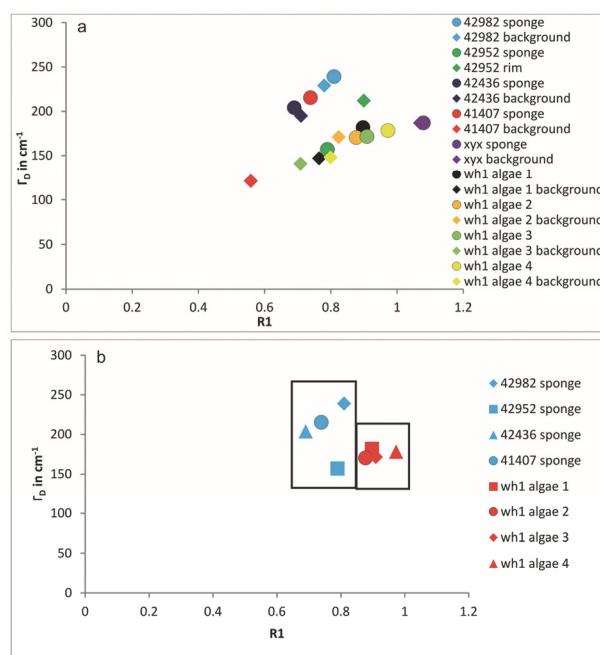 a
300
250
200
150
100
50
0
ΓD in cm-1
0 0.2 0.4 0.6 0.8 1 1.2
R1
42982 sponge
42982 background
42952 sponge
42952 rim
42436 sponge
42436 background
41407 sponge
41407 background
xyx sponge
xyx background
wh1 algae 1
wh1 algae 1 background
wh1 algae 2
wh1 algae 2 background
wh1 algae 3
wh1 algae 3 background
wh1 algae 4
wh1 algae 4 background
b
300
250
200
150
100
50
0
ΓD in cm-1
0 0.2 0.4 0.6 0.8 1 1.2
R1
42982 sponge
42952 sponge
42436 sponge
41407 sponge
wh1 algae 1
wh1 algae 2
wh1 algae 3
wh1 algae 4